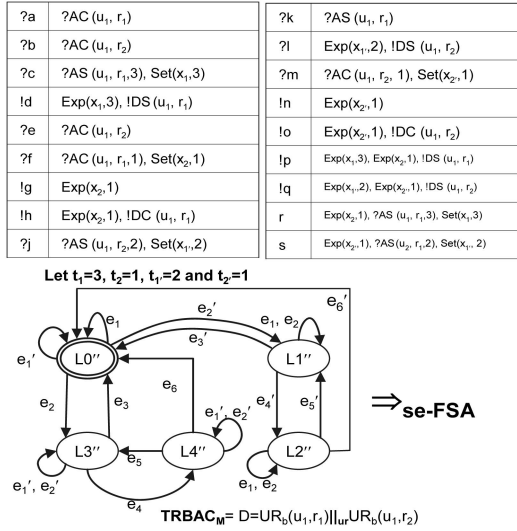 ?a ?AC (u₁, r₁)
?b ?AC (u₁, r₂)
?c ?AS (u₁, r₁,3), Set(x₁,3)
!d Exp(x₁,3), !DS (u₁, r₁)
?e ?AC (u₁, r₂)
?f ?AC (u₁, r₁,1), Set(x₂,1)
!g Exp(x₂,1)
!h Exp(x₂,1), !DC (u₁, r₁)
?j ?AS (u₁, r₂,2), Set(x₁',2)
?k ?AS (u₁, r₁)
?l Exp(x₁',2), !DS (u₁, r₂)
?m ?AC (u₁, r₂, 1), Set(x₂',1)
!n Exp(x₂',1)
!o Exp(x₂',1), !DC (u₁, r₂)
!p Exp(x₁,3), Exp(x₂,1), !DS (u₁, r₁)
!q Exp(x₁',2), Exp(x₂',1), !DS (u₁, r₂)
r Exp(x₂,1), ?AS (u₁, r₁,3), Set(x₁,3)
s Exp(x₂',1), ?AS(u₂, r₁,2), Set(x₁', 2)
Let t₁=3, t₂=1, t₁'=2 and t₂'=1
e₁
e₂'
e₃'
e₁, e₂
e₆'
e₁'
L0''
L1''
e₂
e₃
e₆
e₁', e₂'
e₄'
e₅'
⇒ se-FSA
L3''
e₅
L4''
L2''
e₁', e₂'
e₄
e₁, e₂
TRBAC_M= D=UR_b(u₁,r₁)||_ur UR_b(u₁,r₂)